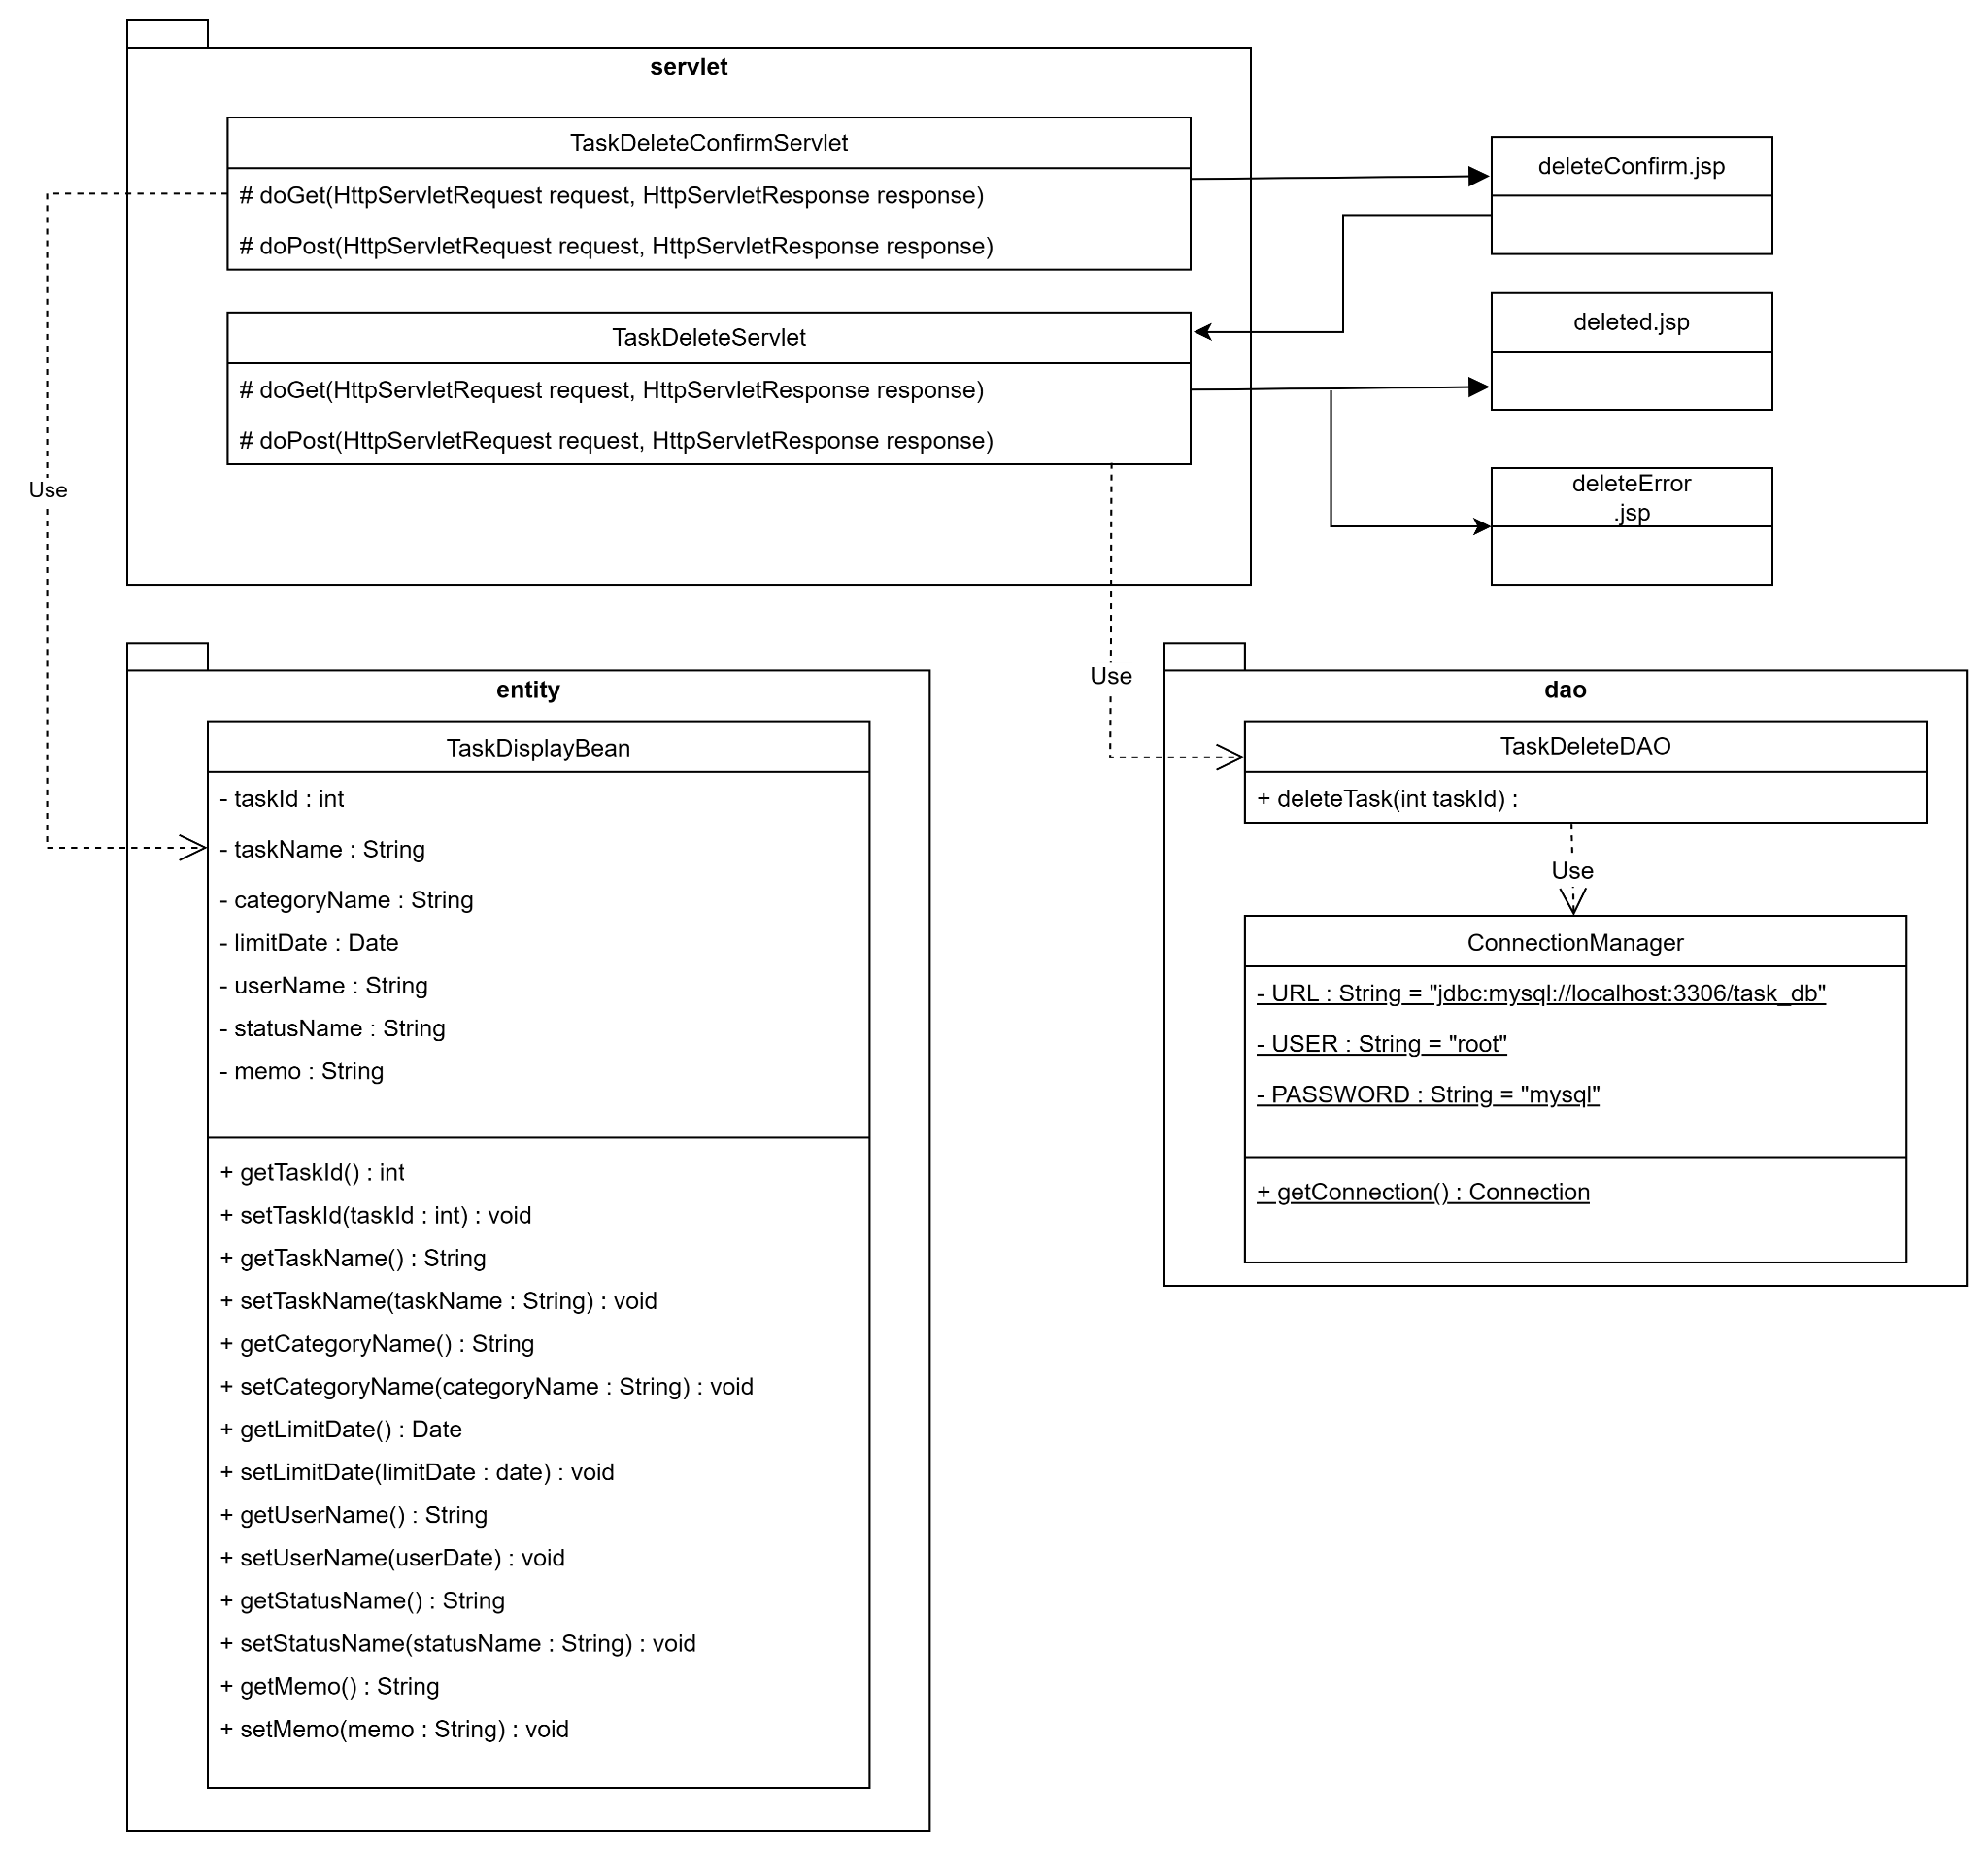 servlet
TaskDeleteConfirmServlet
# doGet(HttpServletRequest request, HttpServletResponse response)
# doPost(HttpServletRequest request, HttpServletResponse response)
deleteConfirm.jsp
TaskDeleteServlet
# doGet(HttpServletRequest request, HttpServletResponse response)
# doPost(HttpServletRequest request, HttpServletResponse response)
deleted.jsp
deleteError
.jsp
Use
Use
entity
TaskDisplayBean
- taskId : int
- taskName : String
- categoryName : String
- limitDate : Date
- userName : String
- statusName : String
- memo : String
+ getTaskId() : int
+ setTaskId(taskId : int) : void
+ getTaskName() : String
+ setTaskName(taskName : String) : void
+ getCategoryName() : String
+ setCategoryName(categoryName : String) : void
+ getLimitDate() : Date
+ setLimitDate(limitDate : date) : void
+ getUserName() : String
+ setUserName(userDate) : void
+ getStatusName() : String
+ setStatusName(statusName : String) : void
+ getMemo() : String
+ setMemo(memo : String) : void
dao
TaskDeleteDAO
+ deleteTask(int taskId) :
Use
ConnectionManager
- URL : String = "jdbc:mysql://localhost:3306/task_db"
- USER : String = "root"
- PASSWORD : String = "mysql"
+ getConnection() : Connection